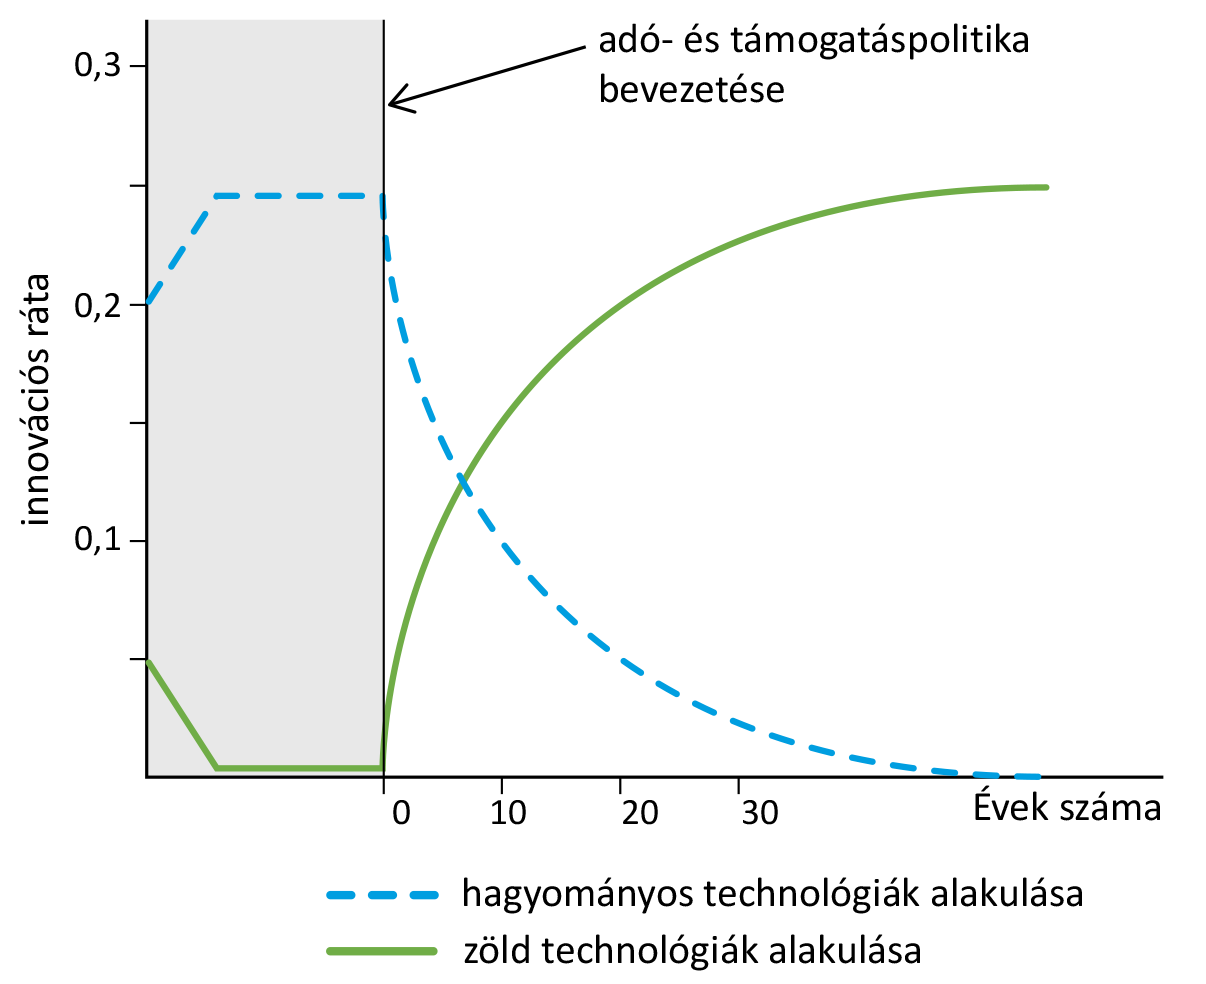 adó- és támogatáspolitika
bevezetése
0,3
0,2
0,1
innovációs ráta
0
10
20
30
Évek száma
hagyományos technológiák alakulása
zöld technológiák alakulása